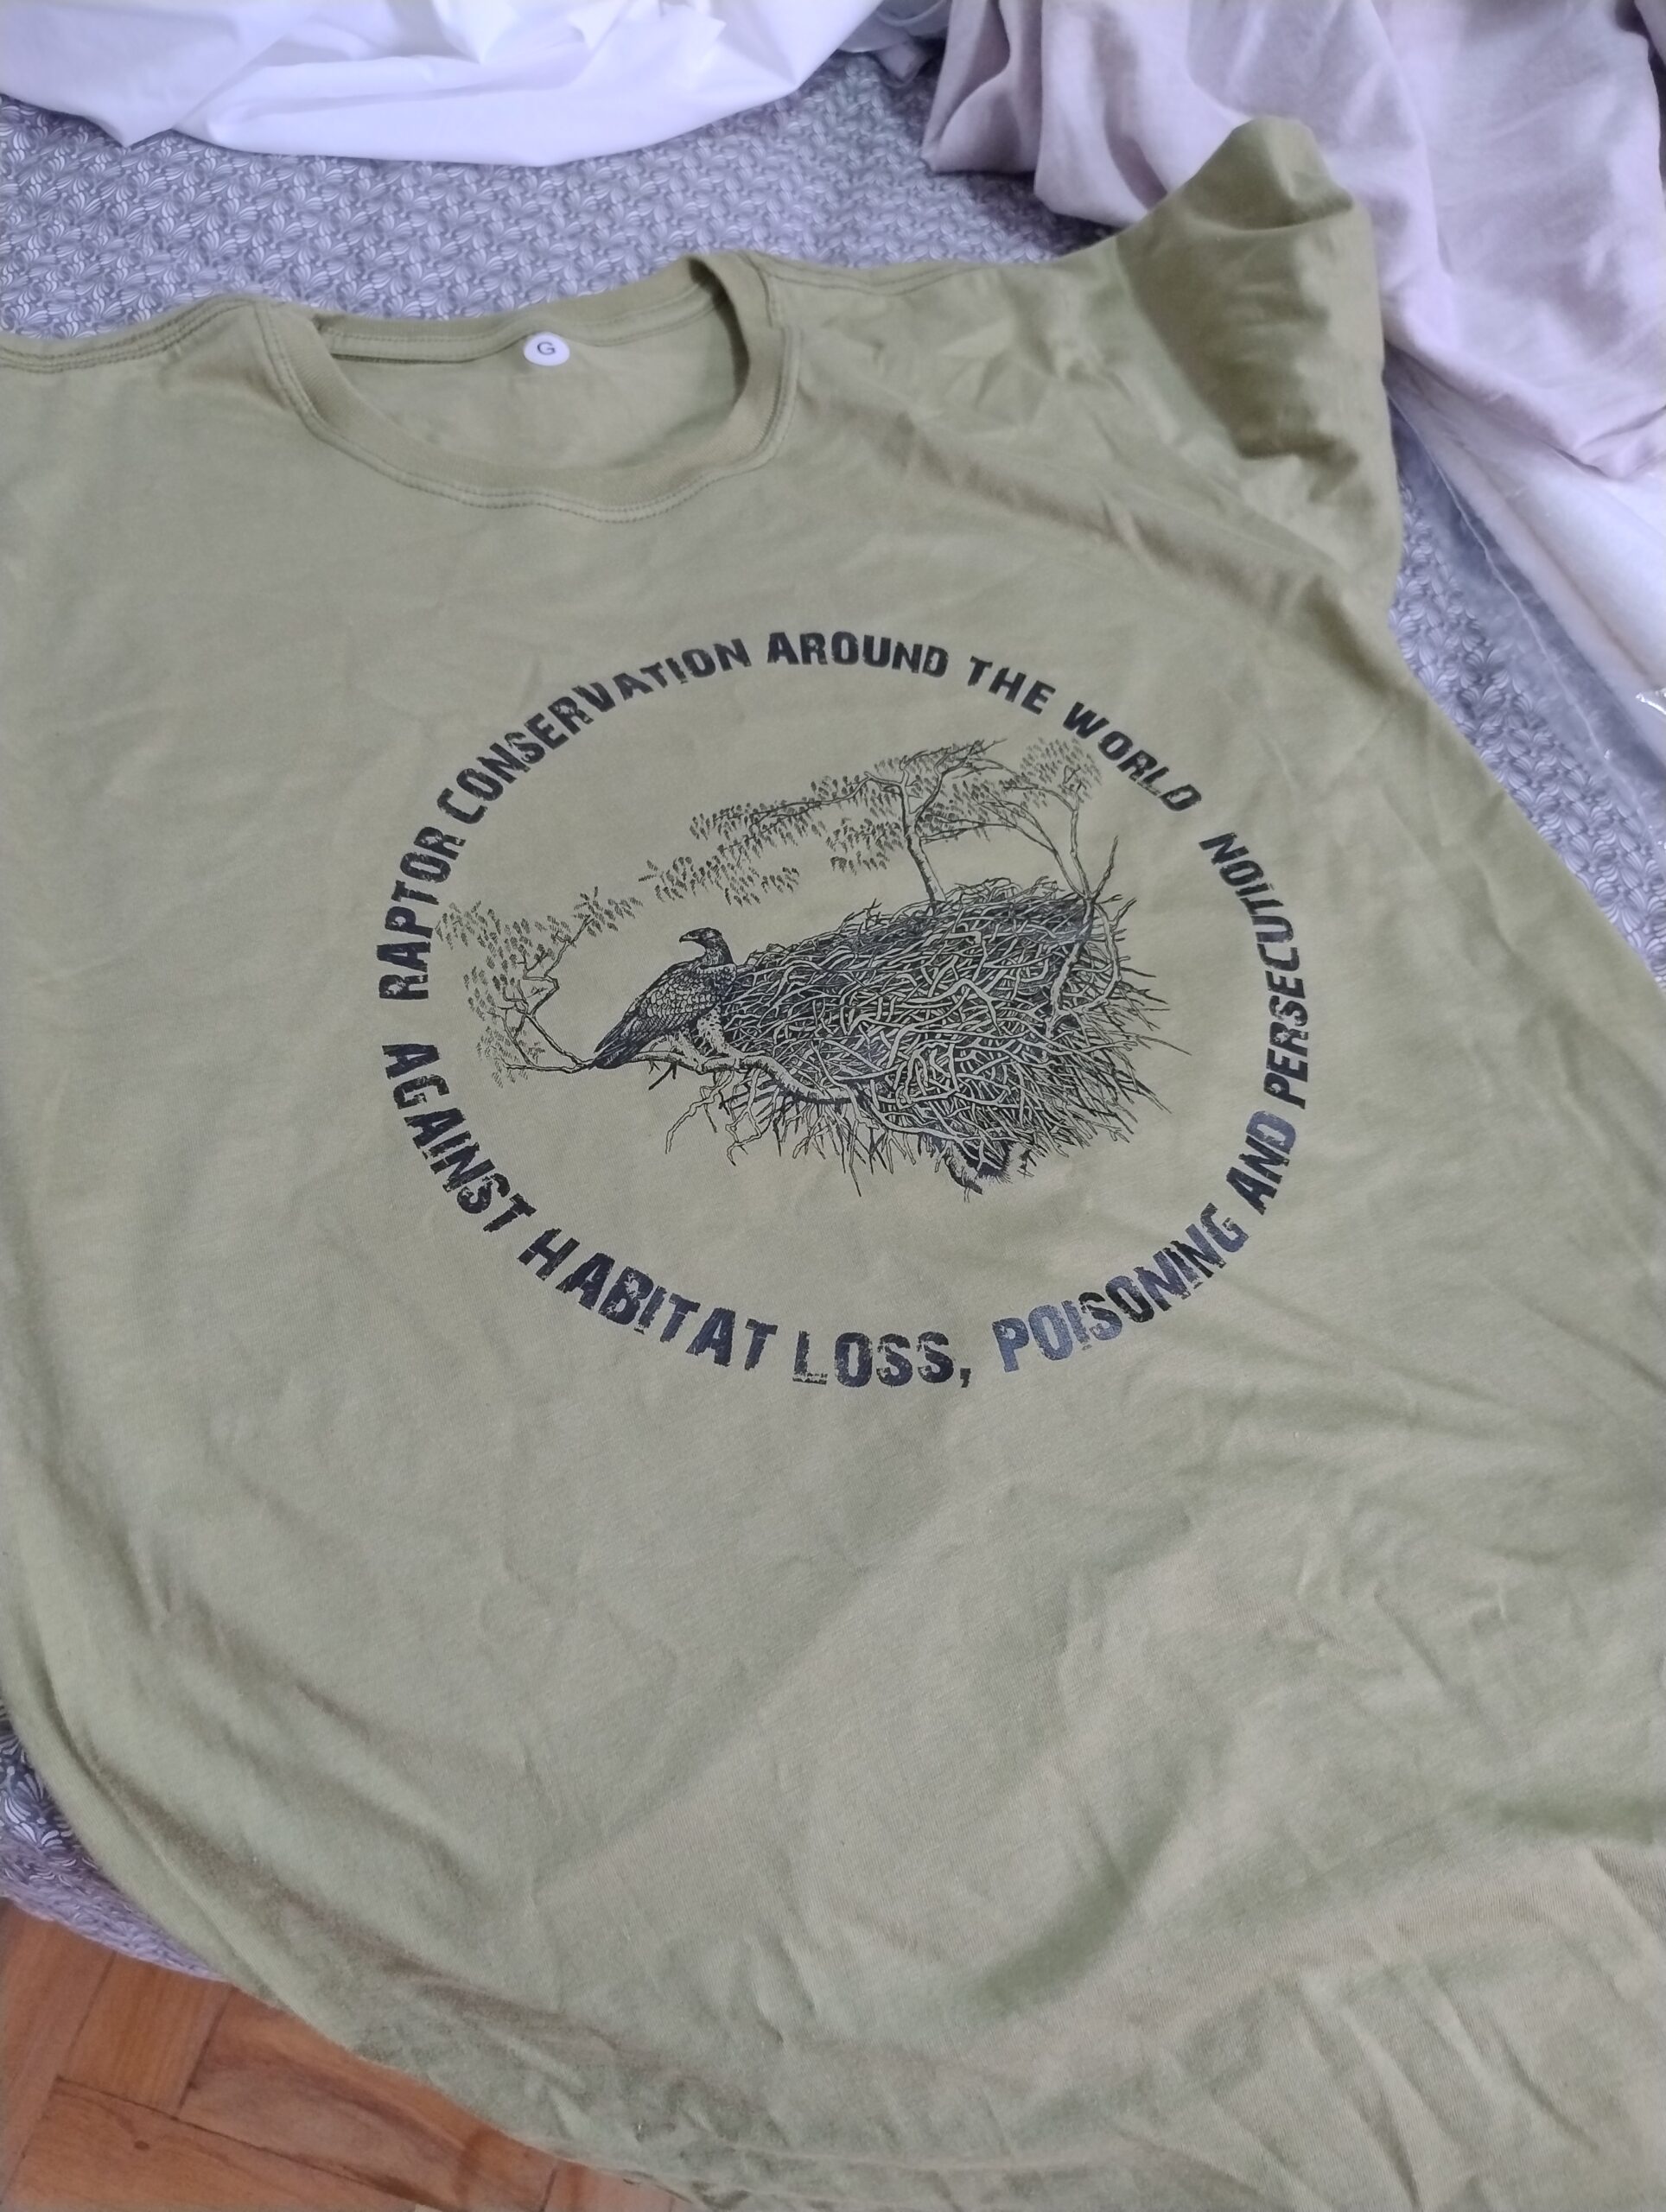 G
RAPTOR CONSERVATION AROUND THE WORLD
AGAINST HABITAT LOSS, POISONING AND PERSECUTION